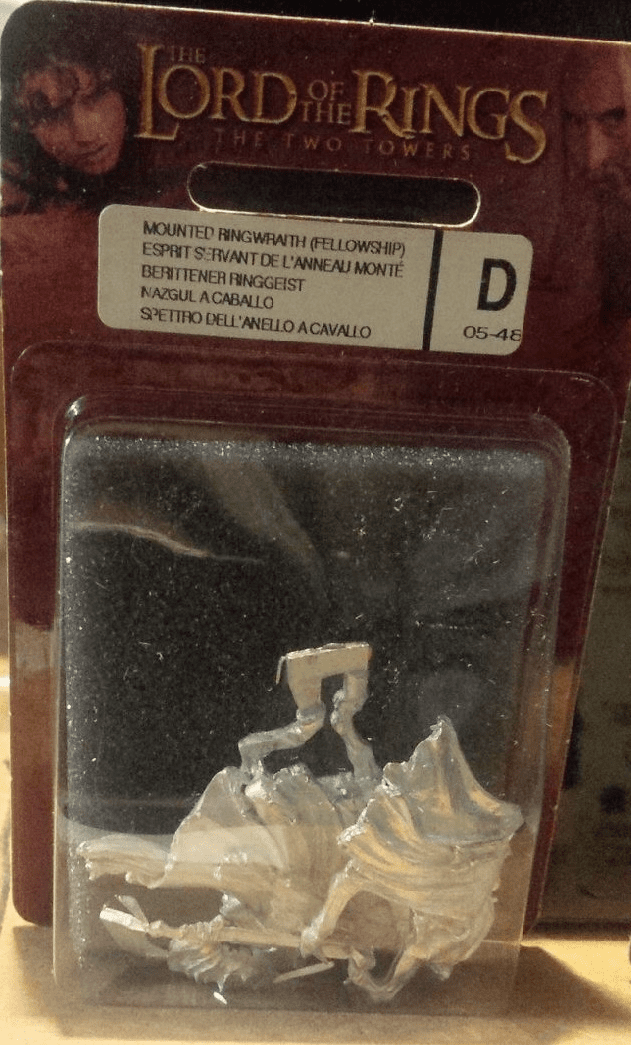 THE
LORD OF THE RINGS
THE TWO TOWERS
MOUNTED RINGWRAITH (FELLOWSHIP)
ESPRIT SERVANT DE L'ANNEAU MONTÉ
BERITTENER RINGGEIST
NAZGUL A CABALLO
SPETTRO DELL'ANELLO A CAVALLO
D
05-48